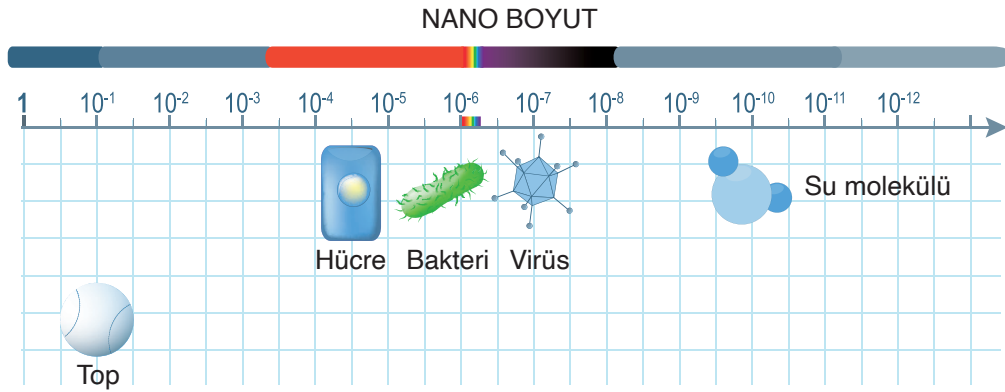 NANO BOYUT
1 10⁻¹ 10⁻² 10⁻³ 10⁻⁴ 10⁻⁵ 10⁻⁶ 10⁻⁷ 10⁻⁸ 10⁻⁹ 10⁻¹⁰ 10⁻¹¹ 10⁻¹²
Su molekülü
Hücre Bakteri Virüs
Top